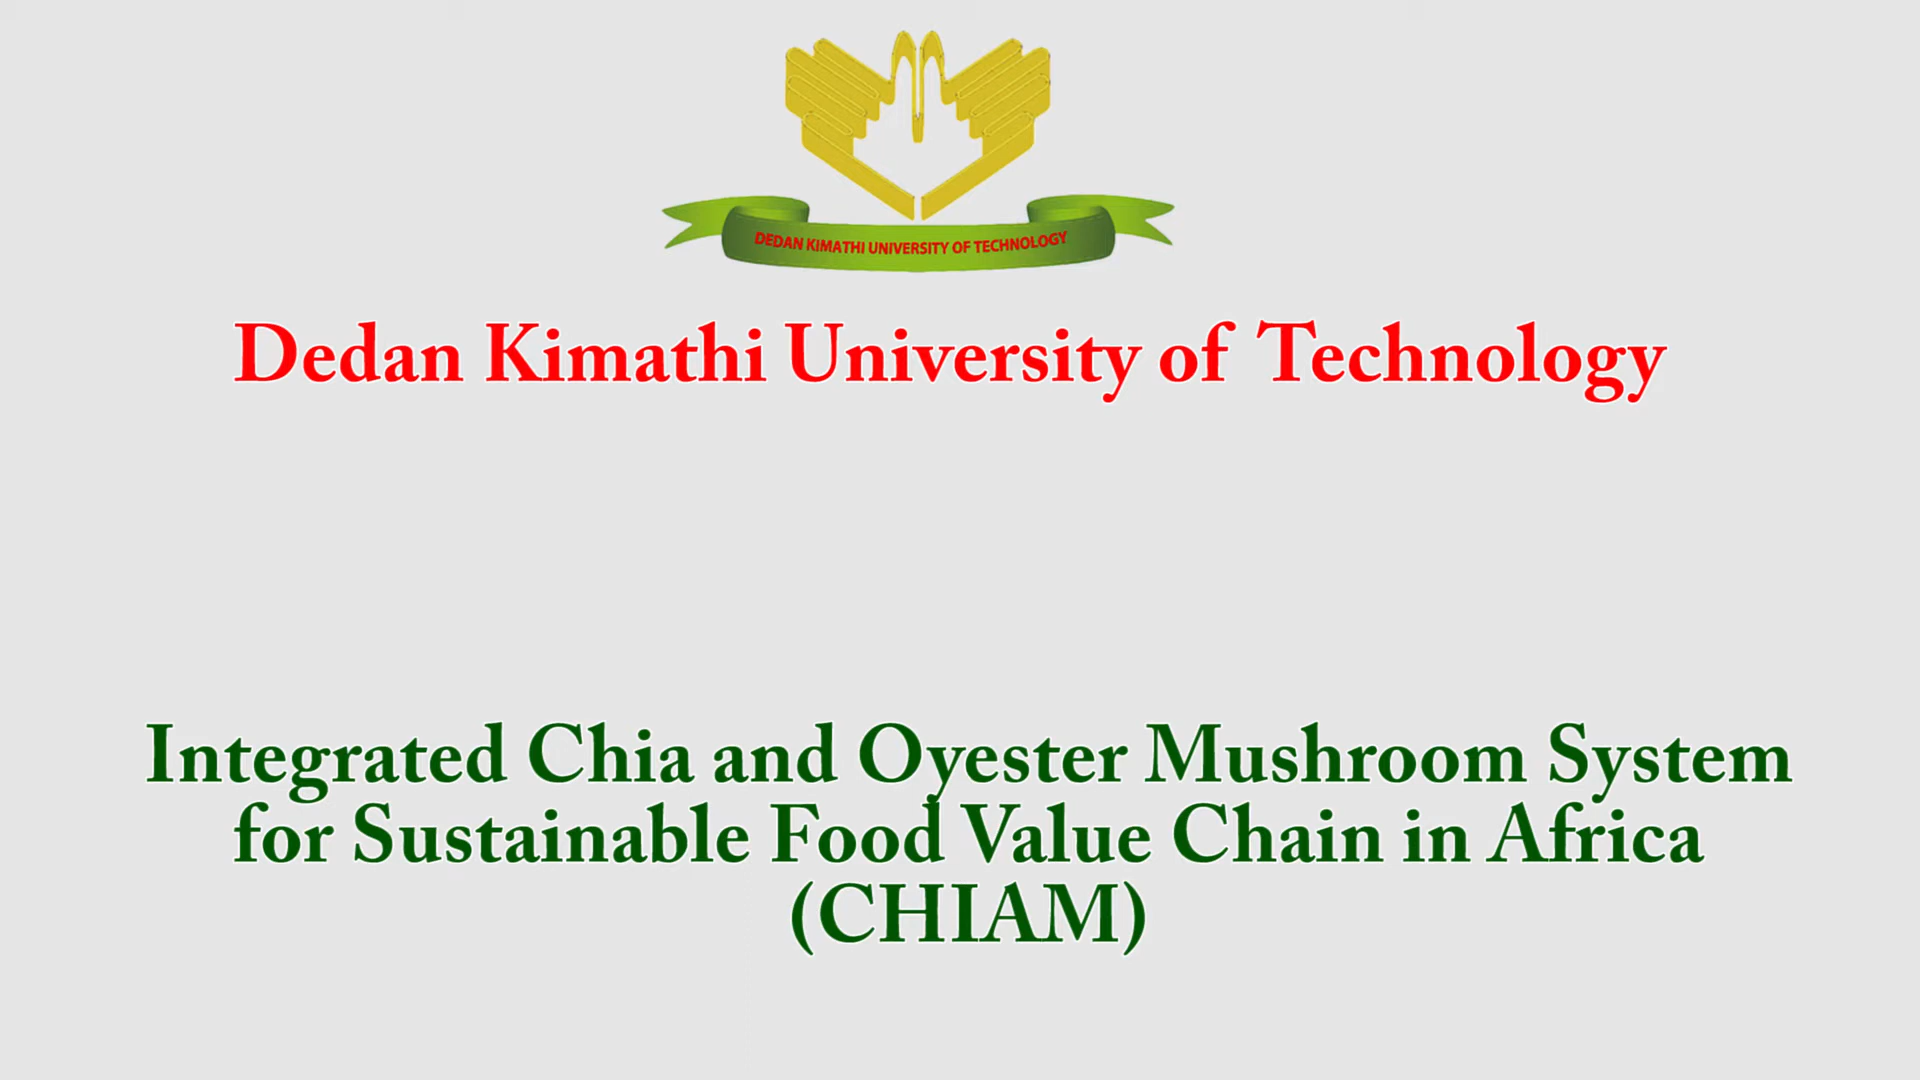 DEDAN KIMATHI UNIVERSITY OF TECHNOLOGY
Dedan Kimathi University of Technology
Integrated Chia and Oyester Mushroom System
for Sustainable Food Value Chain in Africa
(CHIAM)